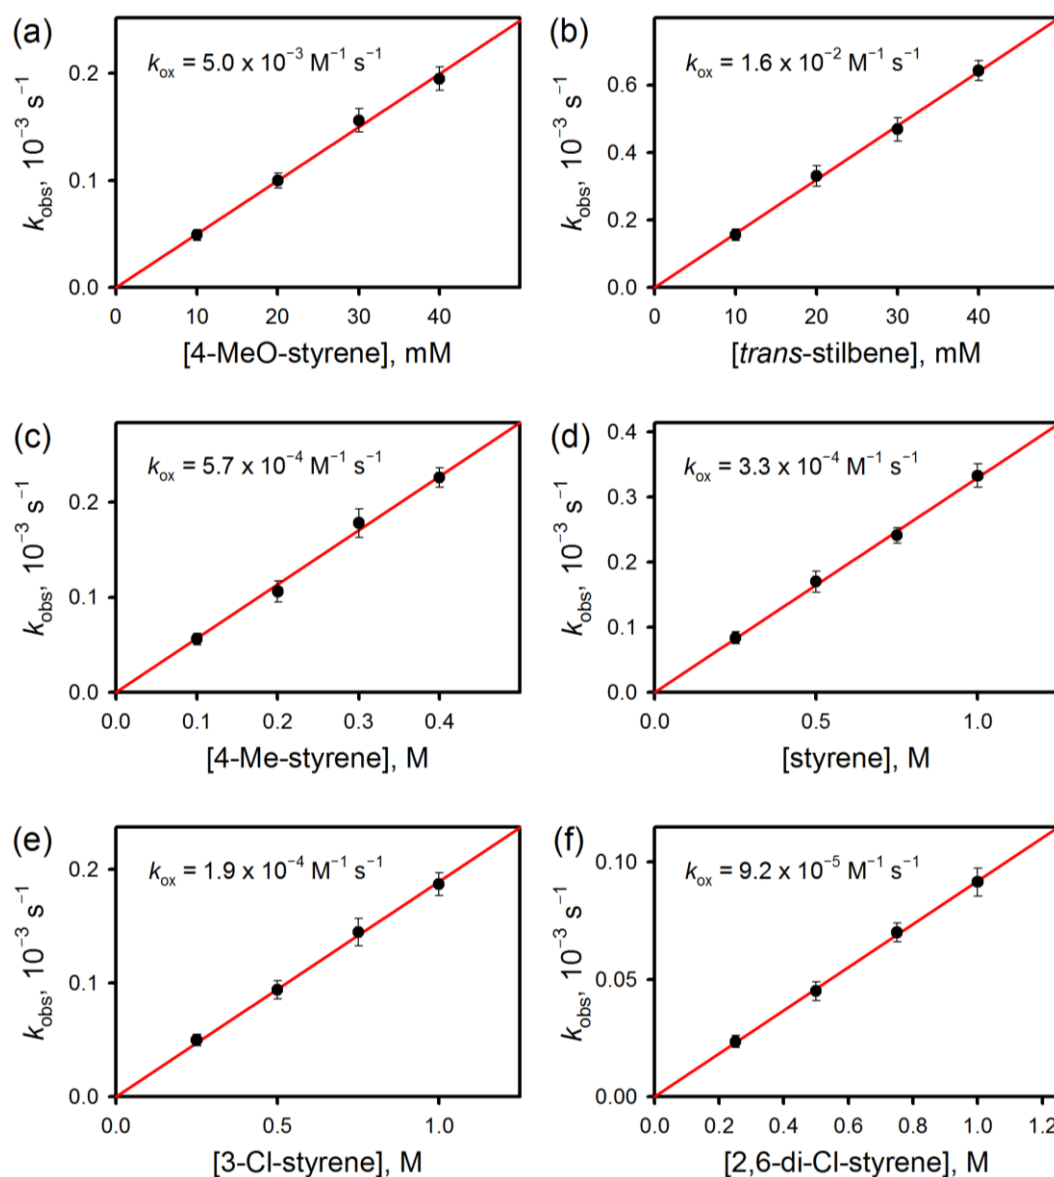 (a)
k_ox = 5.0 x 10⁻³ M⁻¹ s⁻¹
k_obs, 10⁻³ s⁻¹
0.2
0.1
0.0
0 10 20 30 40
[4-MeO-styrene], mM
(b)
k_ox = 1.6 x 10⁻² M⁻¹ s⁻¹
k_obs, 10⁻³ s⁻¹
0.6
0.4
0.2
0.0
0 10 20 30 40
[trans-stilbene], mM
(c)
k_ox = 5.7 x 10⁻⁴ M⁻¹ s⁻¹
k_obs, 10⁻³ s⁻¹
0.2
0.1
0.0
0.0 0.1 0.2 0.3 0.4
[4-Me-styrene], M
(d)
k_ox = 3.3 x 10⁻⁴ M⁻¹ s⁻¹
k_obs, 10⁻³ s⁻¹
0.4
0.3
0.2
0.1
0.0
0.0 0.5 1.0
[styrene], M
(e)
k_ox = 1.9 x 10⁻⁴ M⁻¹ s⁻¹
k_obs, 10⁻³ s⁻¹
0.2
0.1
0.0
0.0 0.5 1.0
[3-Cl-styrene], M
(f)
k_ox = 9.2 x 10⁻⁵ M⁻¹ s⁻¹
k_obs, 10⁻³ s⁻¹
0.10
0.05
0.00
0.0 0.2 0.4 0.6 0.8 1.0 1.2
[2,6-di-Cl-styrene], M